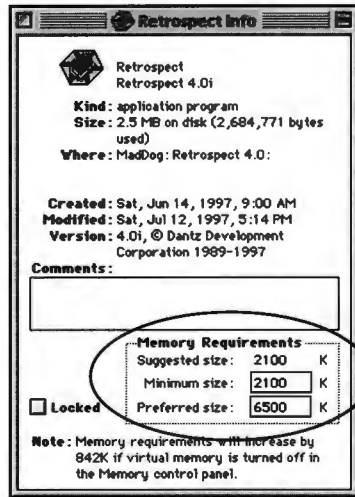 Retrospect Info
Retrospect
Retrospect 4.0i
Kind: application program
Size: 2.5 MB on disk (2,684,771 bytes
used)
Where: MadDog: Retrospect 4.0:
Created: Sat, Jun 14, 1997, 9:00 AM
Modified: Sat, Jul 12, 1997, 5:14 PM
Version: 4.0i, © Dantz Development
Corporation 1989-1997
Comments:
Memory Requirements
Suggested size: 2100 K
Minimum size: 2100 K
Locked Preferred size: 6500 K
Note: Memory requirements will increase by
842K if virtual memory is turned off in
the Memory control panel.